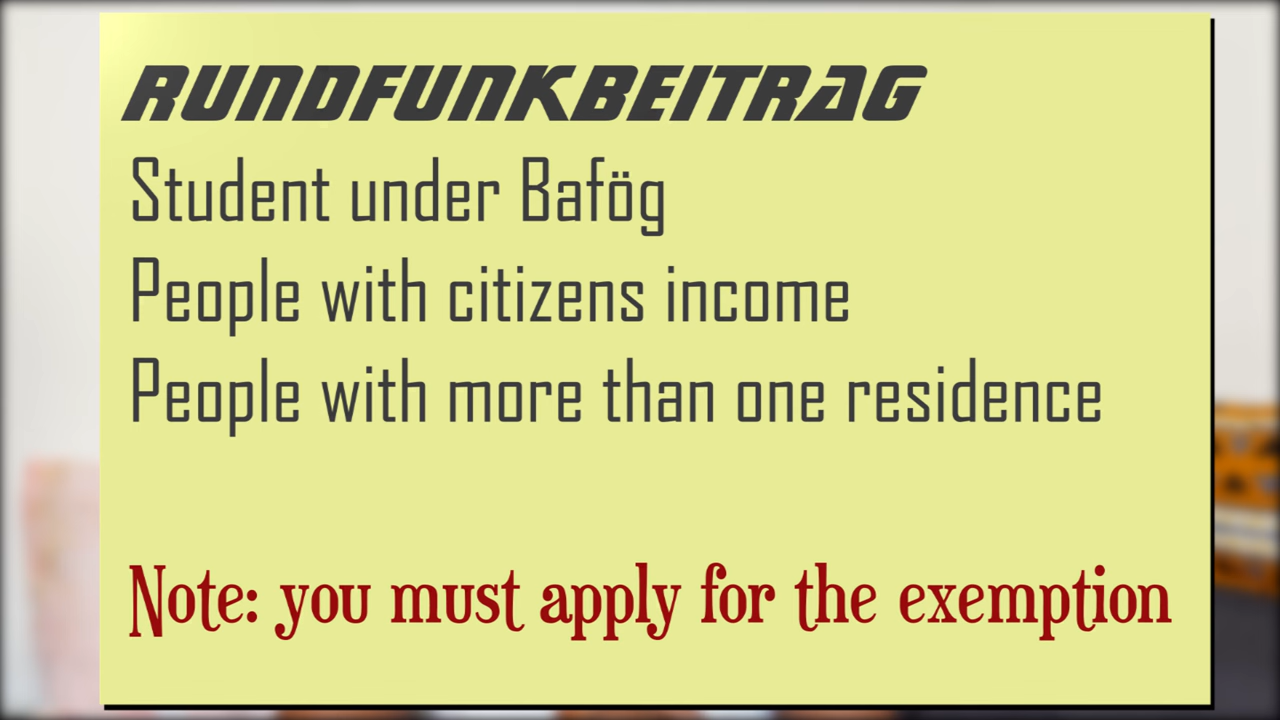 RUNDFUNKBEITRAG
Student under Bafög
People with citizens income
People with more than one residence
Note: you must apply for the exemption